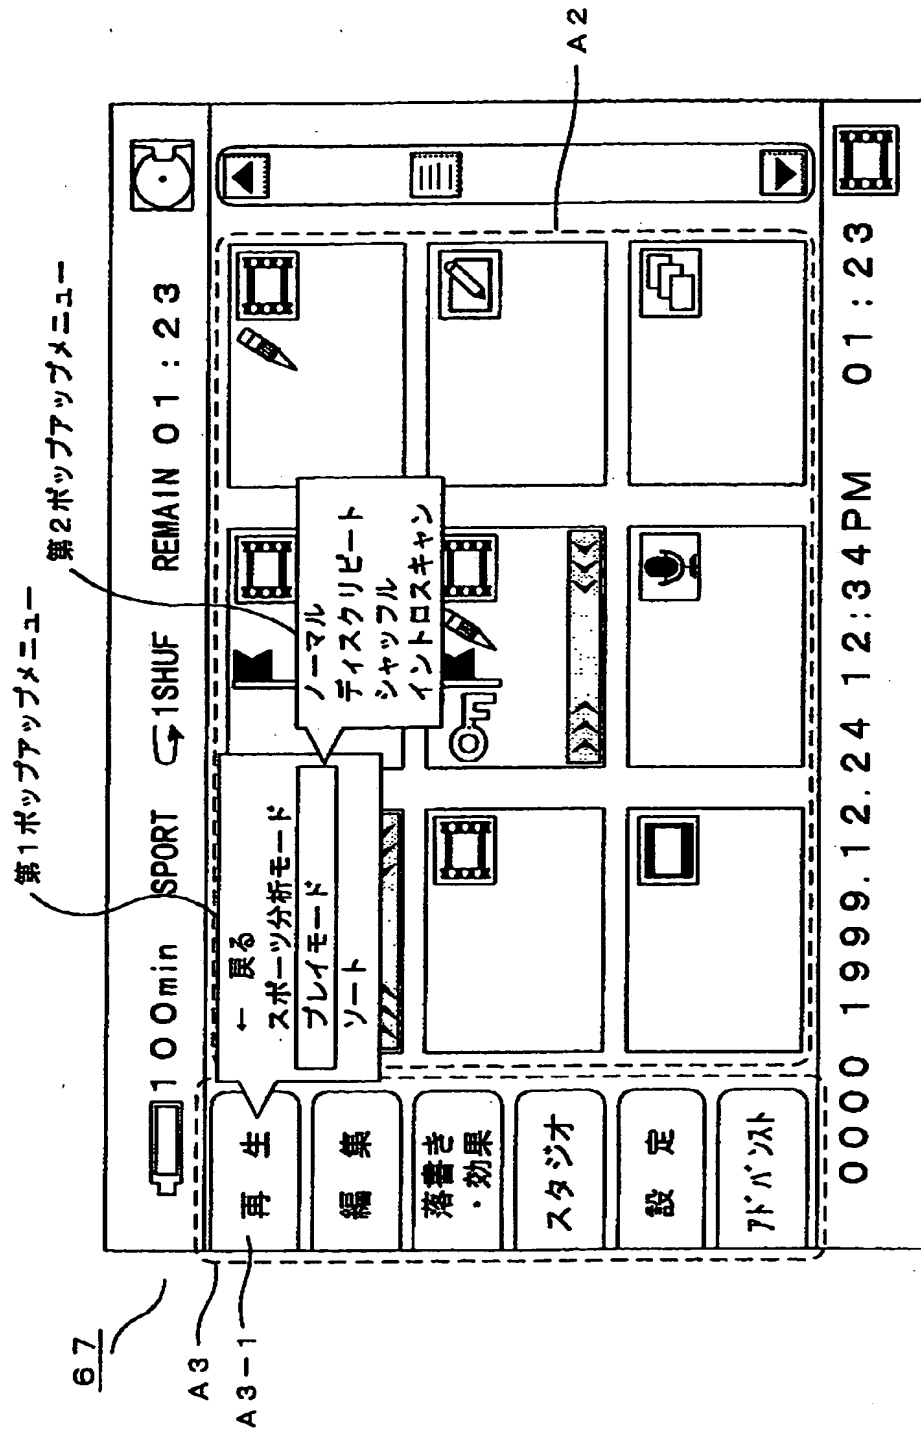 第1ポップアップメニュー
第2ポップアップメニュー
67
A3
A3-1
A2
100min SPORT 1SHUF REMAIN 01:23
再 生
編 集
落書き
・効果
スタジオ
設 定
アドバンスト
← 戻る
スポーツ分析モード
プレイモード
ソート
ノーマル
ディスクリピート
シャッフル
イントロスキャン
0000 1999.12.24 12:34PM 01:23